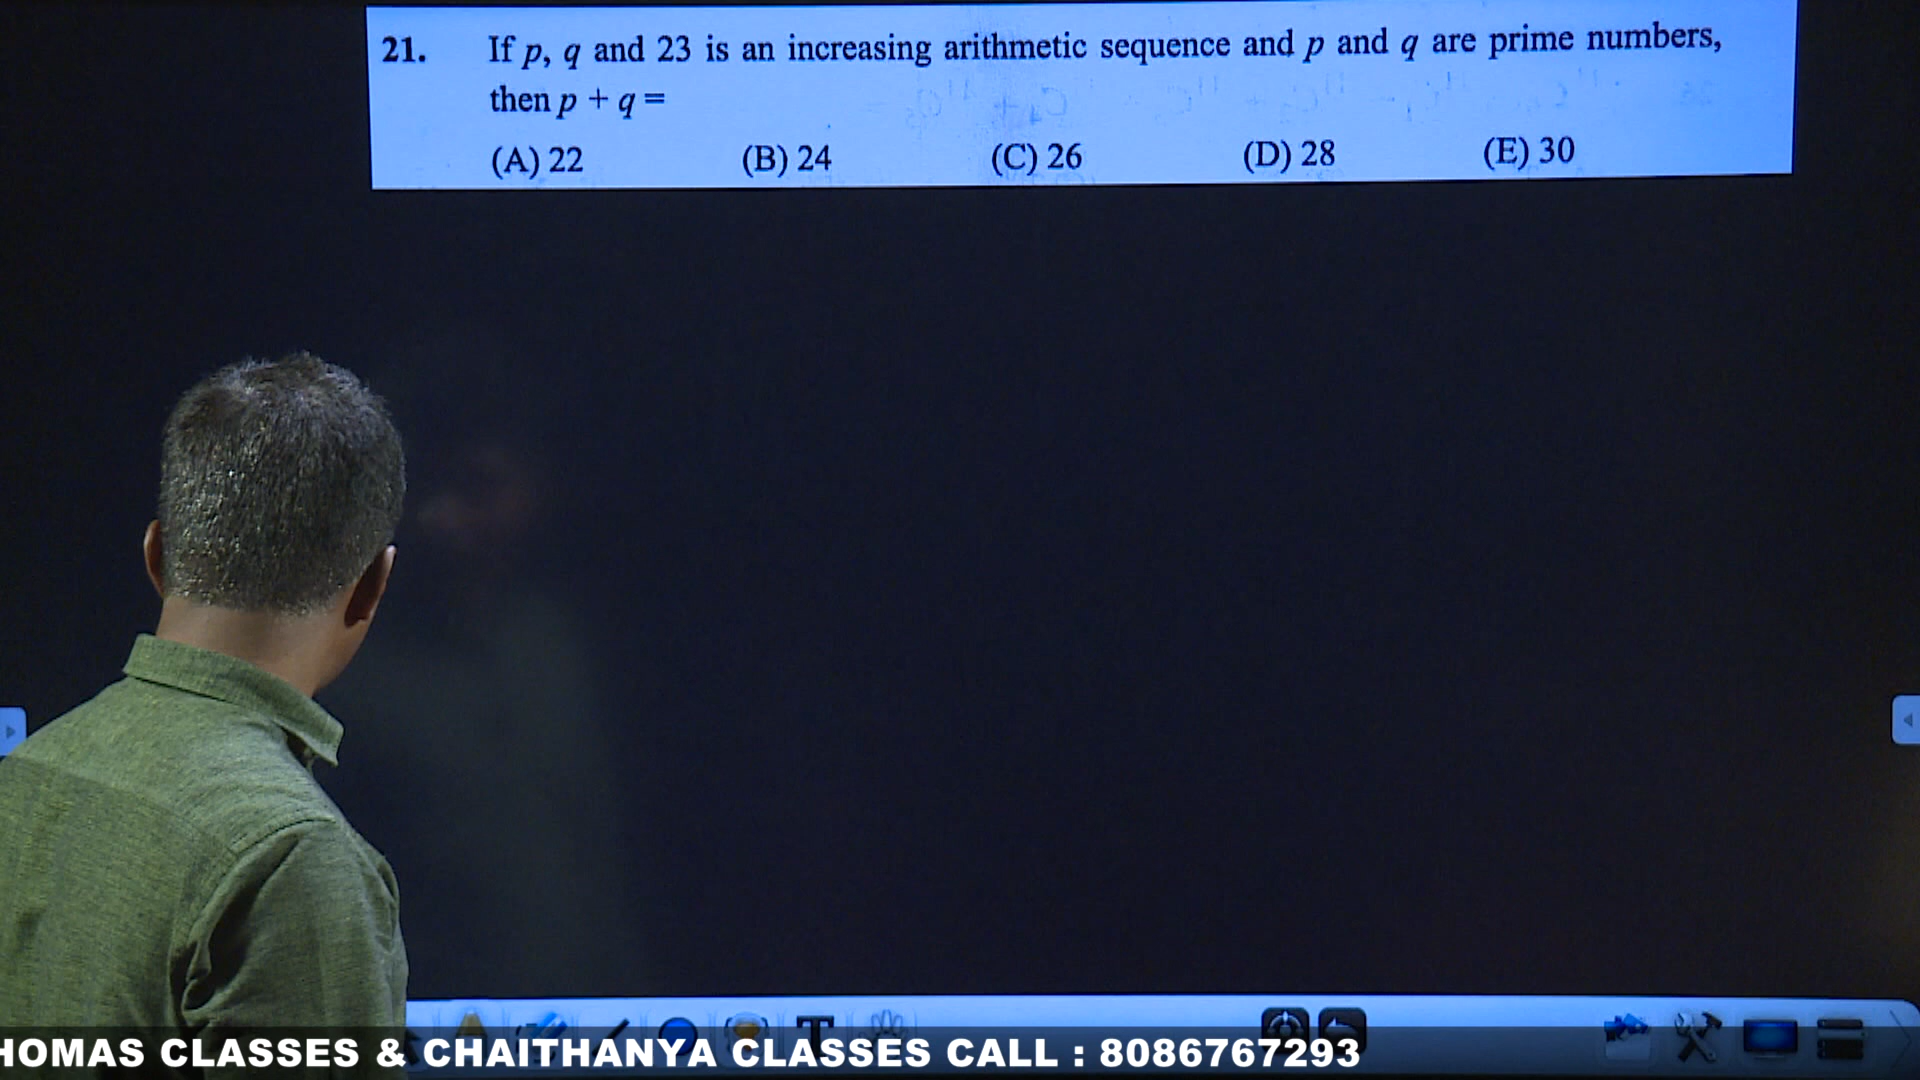 21. If p, q and 23 is an increasing arithmetic sequence and p and q are prime numbers,
then p + q =
(A) 22 (B) 24 (C) 26 (D) 28 (E) 30
T
HOMAS CLASSES & CHAITHANYA CLASSES CALL : 8086767293